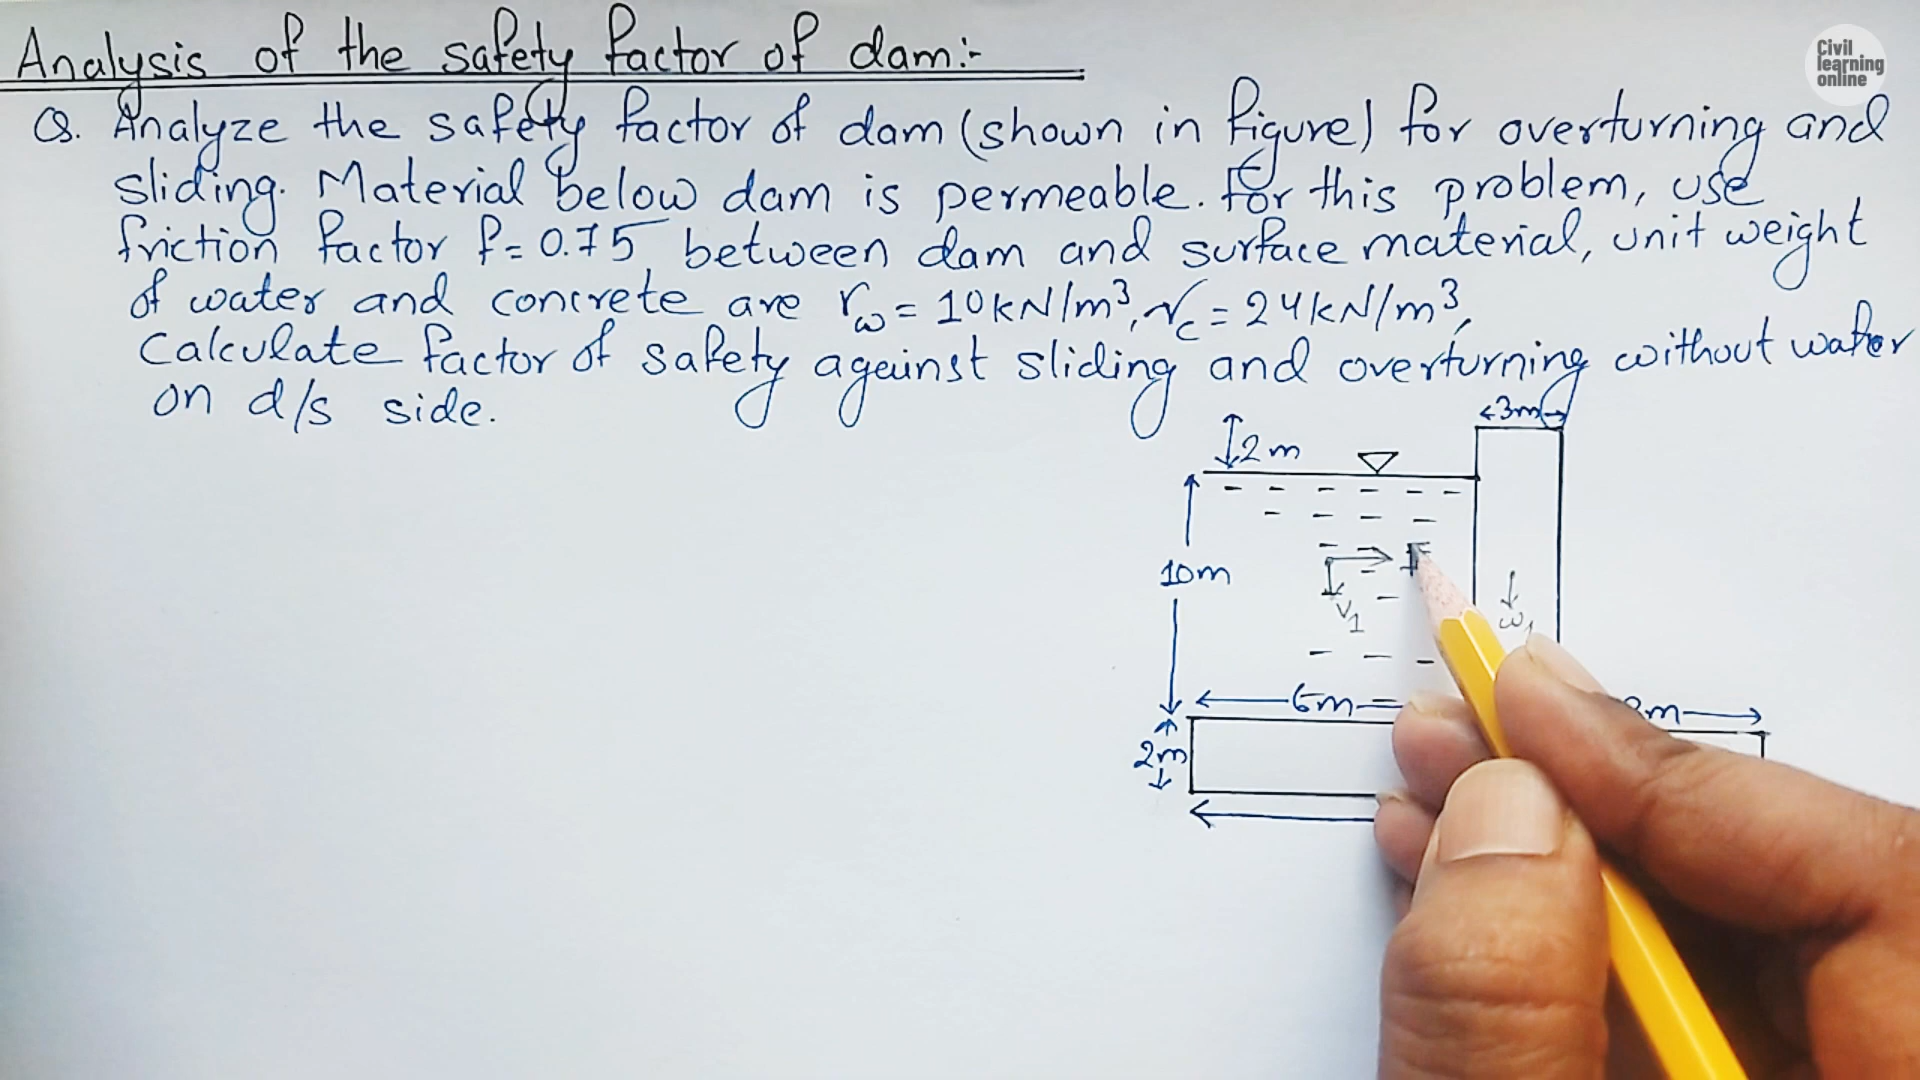 Analysis of the safety factor of dam:-
Civil
learning
online
Q. Analyze the safety factor of dam (shown in figure) for overturning and
sliding. Material below dam is permeable. For this problem, use
friction factor f = 0.75 between dam and surface material, unit weight
of water and concrete are rw = 10kN/m³, rc = 24kN/m³,
Calculate factor of safety against sliding and overturning without water
on d/s side.
3m
2m
10m
V1
w1
6m
m
2m